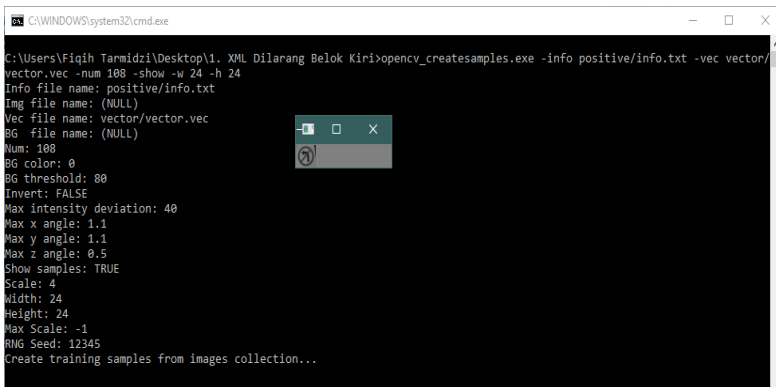 C:\WINDOWS\system32\cmd.exe
C:\Users\Fiqih Tarmidzi\Desktop\1. XML Dilarang Belok Kiri>opencv_createsamples.exe -info positive/info.txt -vec vector/
vector.vec -num 108 -show -w 24 -h 24
Info file name: positive/info.txt
Img file name: (NULL)
Vec file name: vector/vector.vec
BG  file name: (NULL)
Num: 108
BG color: 0
BG threshold: 80
Invert: FALSE
Max intensity deviation: 40
Max x angle: 1.1
Max y angle: 1.1
Max z angle: 0.5
Show samples: TRUE
Scale: 4
Width: 24
Height: 24
Max Scale: -1
RNG Seed: 12345
Create training samples from images collection...